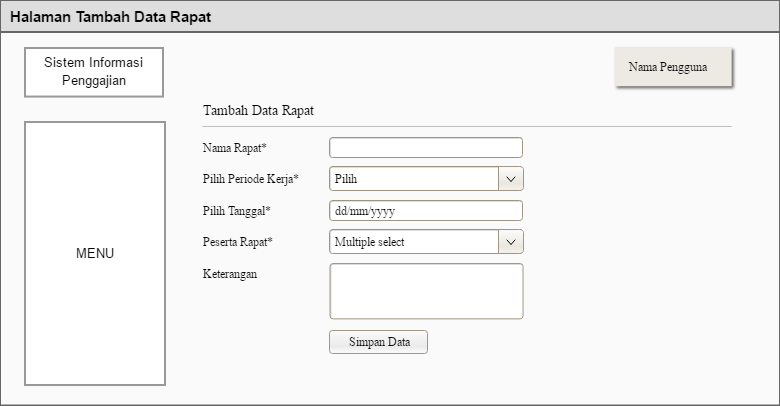 Halaman Tambah Data Rapat
Sistem Informasi
Penggajian
Nama Pengguna
MENU
Tambah Data Rapat
Nama Rapat*
Pilih Periode Kerja*
Pilih
Pilih Tanggal*
dd/mm/yyyy
Peserta Rapat*
Multiple select
Keterangan
Simpan Data